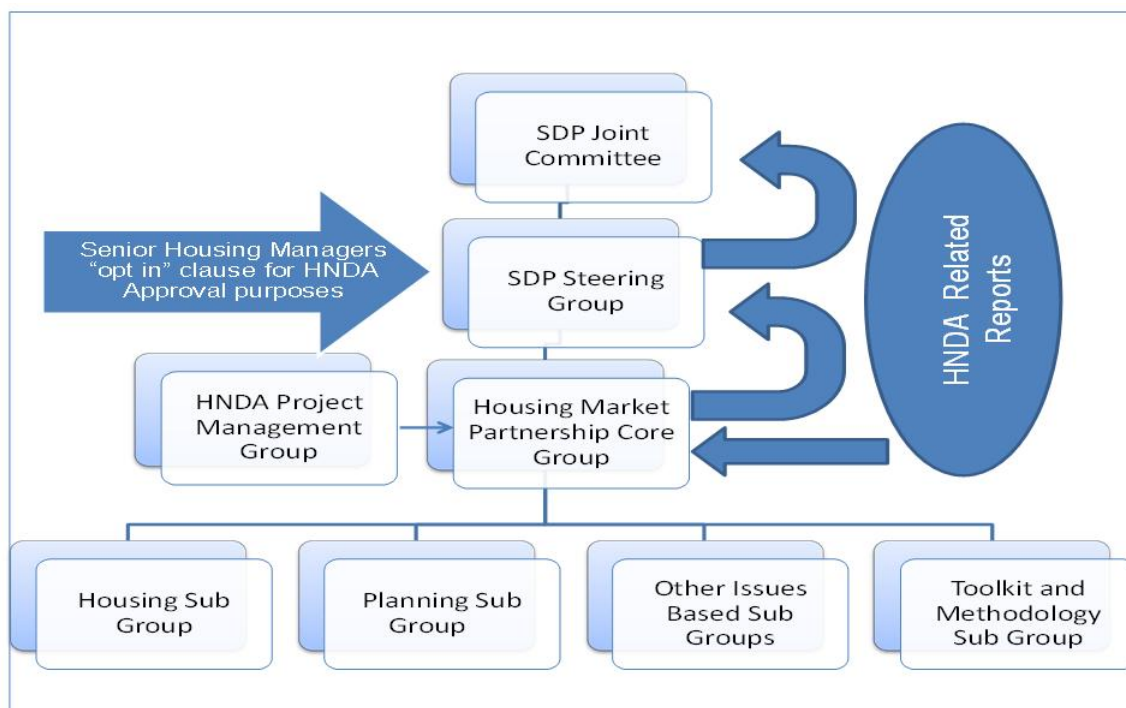 SDP Joint
Committee
Senior Housing Managers
“opt in” clause for HNDA
Approval purposes
SDP Steering
Group
HNDA Related
Reports
HNDA Project
Management
Group
Housing Market
Partnership Core
Group
Housing Sub
Group
Planning Sub
Group
Other Issues
Based Sub
Groups
Toolkit and
Methodology
Sub Group